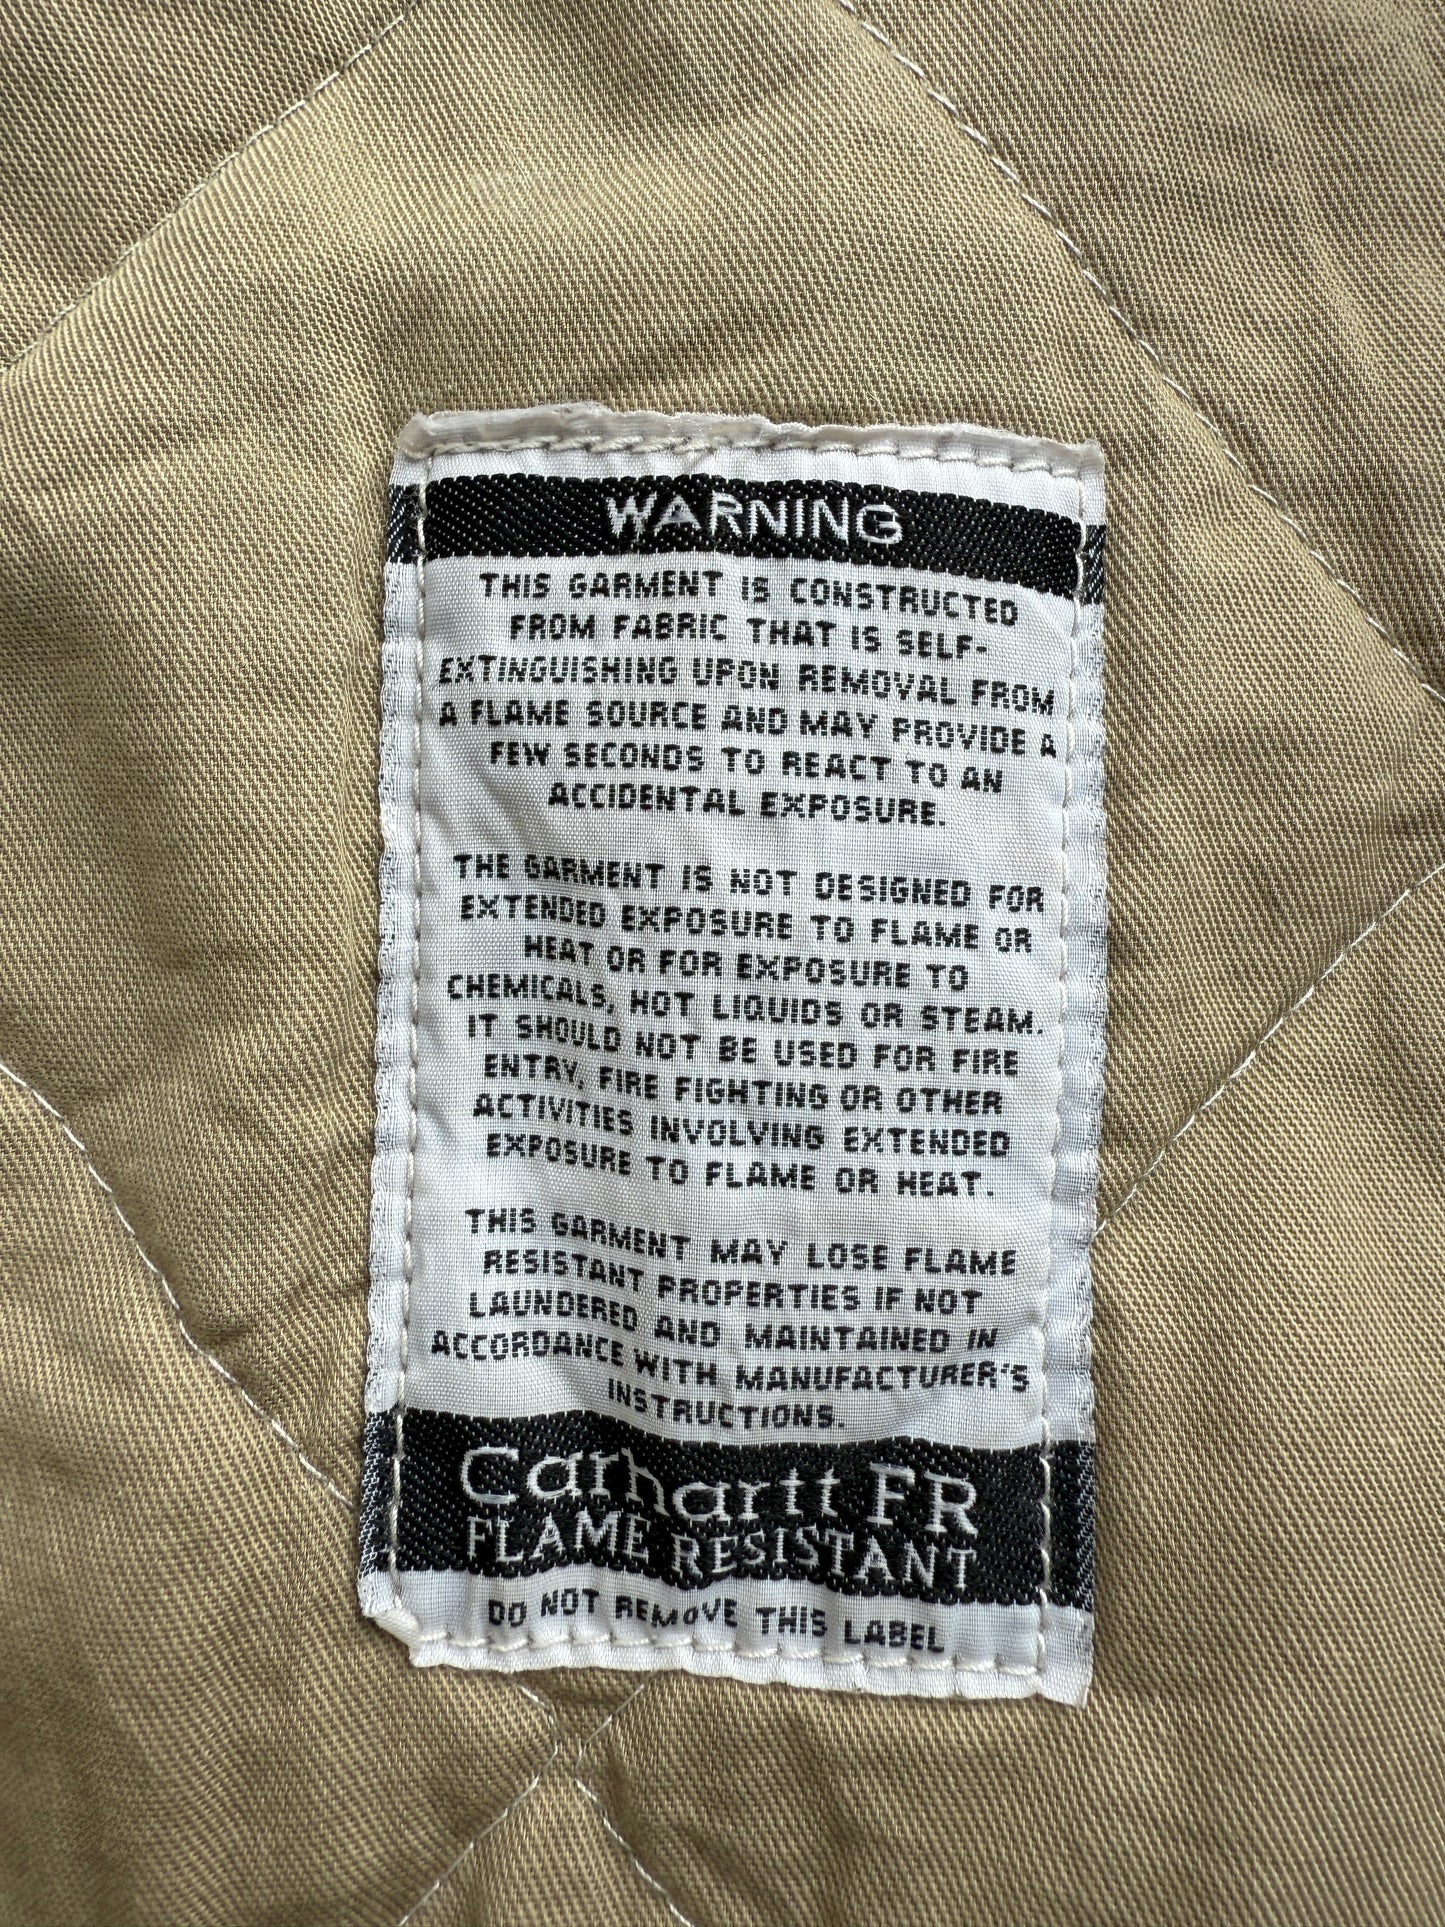 WARNING
THIS GARMENT IS CONSTRUCTED
FROM FABRIC THAT IS SELF-
EXTINGUISHING UPON REMOVAL FROM
A FLAME SOURCE AND MAY PROVIDE A
FEW SECONDS TO REACT TO AN
ACCIDENTAL EXPOSURE.
THE GARMENT IS NOT DESIGNED FOR
EXTENDED EXPOSURE TO FLAME OR
HEAT OR FOR EXPOSURE TO
CHEMICALS, HOT LIQUIDS OR STEAM.
IT SHOULD NOT BE USED FOR FIRE
ENTRY, FIRE FIGHTING OR OTHER
ACTIVITIES INVOLVING EXTENDED
EXPOSURE TO FLAME OR HEAT.
THIS GARMENT MAY LOSE FLAME
RESISTANT PROPERTIES IF NOT
LAUNDERED AND MAINTAINED IN
ACCORDANCE WITH MANUFACTURER'S
INSTRUCTIONS.
Carhartt FR
FLAME RESISTANT
DO NOT REMOVE THIS LABEL